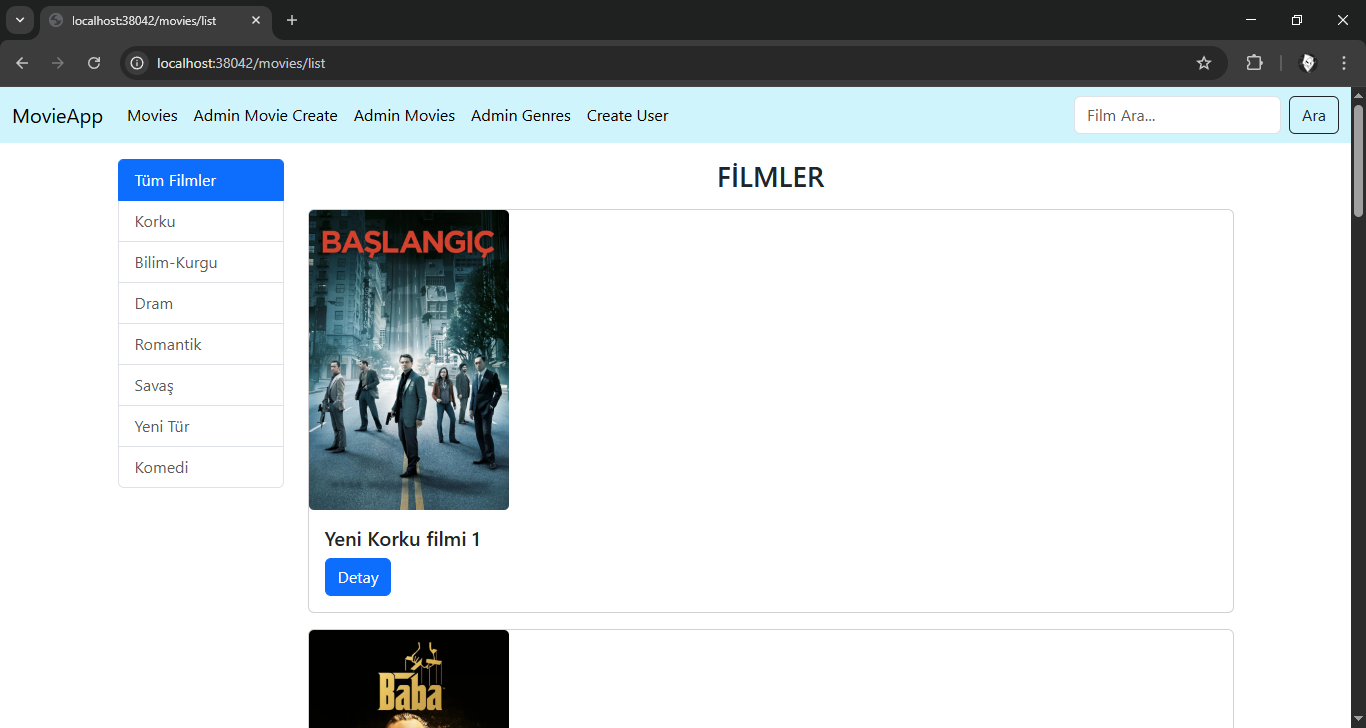 localhost:38042/movies/list
localhost:38042/movies/list
MovieApp Movies Admin Movie Create Admin Movies Admin Genres Create User Film Ara... Ara
Tüm Filmler
Korku
Bilim-Kurgu
Dram
Romantik
Savaş
Yeni Tür
Komedi
FİLMLER
BAŞLANGIÇ
Yeni Korku filmi 1
Detay
Baba